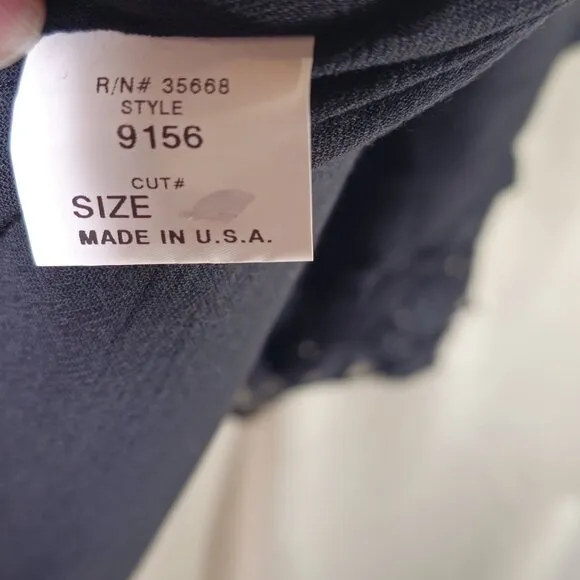 R/N# 35668
STYLE
9156
CUT#
SIZE
MADE IN U.S.A.